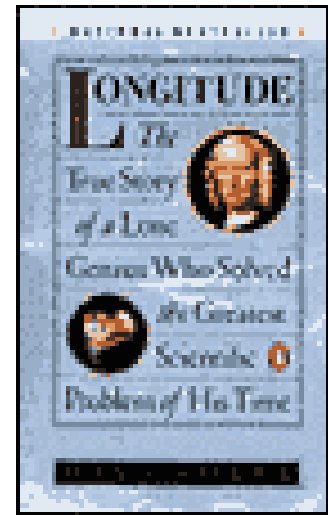 LONGITUDE
The
True Story
of a Lone
Genius Who Solved
the Greatest
Scientific
Problem of His Time